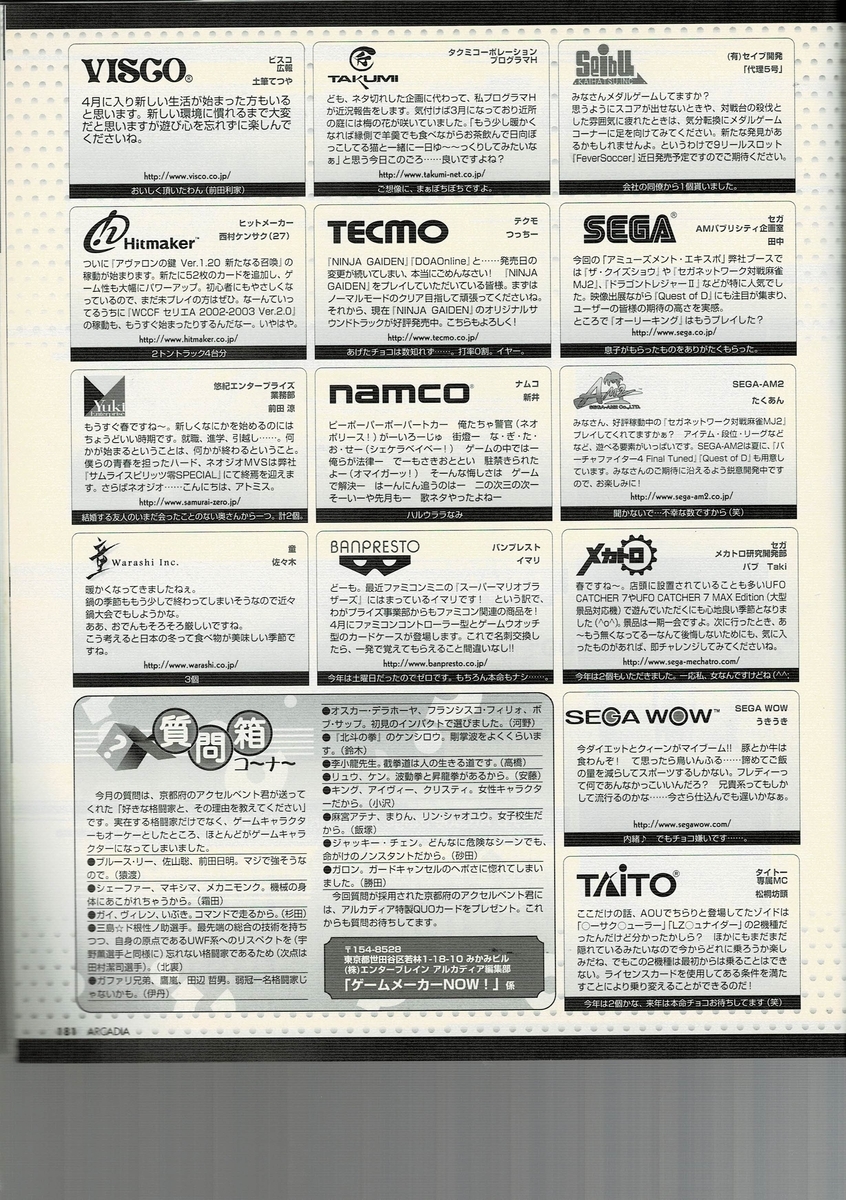 VISCO®
ビスコ
広報
土筆てつや
4月に入り新しい生活が始まった方もいる
と思います。新しい環境に慣れるまで大変
だと思いますが遊び心を忘れずに楽しんで
くださいね。
http://www.visco.co.jp/
おいしく頂いたわん（前田利家）
TAKUMI
タクミコーポレーション
プログラマH
ども、ネタ切れした企画に代わって、私プログラマH
が近況報告をします。気付けば3月になっており近所
の庭には梅の花が咲いていました。「もう少し暖かく
なれば縁側で羊羹でも食べながらお茶飲んで日向ぼ
っこしてる猫と一緒に一日ゆ〜〜っくりしてみたいな
ぁ」と思う今日このごろ……良いですよね？
http://www.takumi-net.co.jp/
ご想像に、まぁぼちぼちですよ。
Seibu
KAIHATSU,INC.
(有)セイブ開発
「代理5号」
みなさんメダルゲームしてますか？
思うようにスコアが出せないときや、対戦台の殺伐と
した雰囲気に疲れたときは、気分転換にメダルゲーム
コーナーに足を向けてみてください。新たな発見があ
るかもしれませんよ。というわけで9リールスロット
「FeverSoccer」近日発売予定ですのでご期待ください。
会社の同僚から1個貰いました。
Hitmaker™
ヒットメーカー
西村ケンサク(27)
ついに『アヴァロンの鍵 Ver.1.20 新たなる召喚』の
稼動が始まります。新たに52枚のカードを追加し、ゲ
ーム性も大幅にパワーアップ。初心者にもやさしくな
っているので、まだ未プレイの方はぜひ。なーんていっ
てるうちに『WCCF セリエA 2002-2003 Ver.2.0』
の稼動も、もうすぐ始まったりするんだなー。いやはや。
http://www.hitmaker.co.jp/
2トントラック4台分
TECMO
テクモ
つっちー
『NINJA GAIDEN』『DOAOnline』と……発売日の
変更が続いてしまい、本当にごめんなさい！　『NINJA
GAIDEN』をプレイしていただいている皆様。まずは
ノーマルモードのクリア目指して頑張ってくださいね。
それから、現在『NINJA GAIDEN』のオリジナルサ
ウンドトラックが好評発売中。こちらもよろしく！
http://www.tecmo.co.jp/
あげたチョコは数知れず……。打率0割。イヤー。
SEGA®
セガ
AMパブリシティ企画室
田中
今回の『アミューズメント・エキスポ』弊社ブースで
は『ザ・クイズショウ』や『セガネットワーク対戦麻雀
MJ2』、『ドラゴントレジャーⅡ』などが特に人気でし
た。映像出展ながら『Quest of D』にも注目が集まり、
ユーザーの皆様の期待の高さを実感。
ところで『オーリーキング』はもうプレイした？
http://www.sega.co.jp/
息子がもらったものをありがたくもらった。
Yuki
悠紀エンタープライズ
業務部
前田 涼
もうすぐ春ですね〜。新しくなにかを始めるのには
ちょうどいい時期です。就職、進学、引越し……。何
かが始まるということは、何かが終わるということ。
僕らの青春を担ったハード、ネオジオMVSは弊社
『サムライスピリッツ零SPECIAL』にて終焉を迎えま
す。さらばネオジオ……こんにちは、アトミス。
http://www.samurai-zero.jp/
結婚する友人のいまだ会ったことのない奥さんから一つ。計2個。
namco®
ナムコ
新井
ピーポーパーポーパートカー　俺たちゃ警官(ネオ
ポリース！)がーいろーじゅ　街燈ー　な・ぎ・た・
お・せー(シェケラベイベー！)　ゲームの中ではー
俺らが法律ー　でーもさきおととい　駐禁きられた
よー(オマイガーッ！)　そーんな悔しさは　ゲーム
で解決ー　はーんにん追うのはー　二の次三の次ー
そーいーや先月もー　歌ネタやったよねー
ハルウララなみ
AM2
SEGA-AM2 Co.,LTD.
SEGA-AM2
たくあん
みなさん、好評稼動中の『セガネットワーク対戦麻雀MJ2』
プレイしてくれてますかぁ？　アイテム・段位・リーグなど
など、遊べる要素がいっぱいです。SEGA-AM2は夏に、『バ
ーチャファイター4 Final Tuned』『Quest of D』も用意し
ています。みなさんのご期待に沿えるよう鋭意開発中です
ので、お楽しみに！
http://www.sega-am2.co.jp/
聞かないで…不幸な数ですから（笑）
童
Warashi Inc.
童
佐々木
暖かくなってきましたねぇ。
鍋の季節ももう少しで終わってしまいそうなので近々
鍋大会でもしようかな。
ああ、おでんもそろそろ厳しいですね。
こう考えると日本の冬って食べ物が美味しい季節で
すね。
http://www.warashi.co.jp/
3個
BANPRESTO
バンプレスト
イマリ
どーも。最近ファミコンミニの『スーパーマリオブラ
ザーズ』にはまっているイマリです！　という訳で、
わがプライズ事業部からもファミコン関連の商品を！
4月にファミコンコントローラー型とゲームウオッチ
型のカードケースが登場します。これで名刺交換し
たら、一発で覚えてもらえること間違いなし!!
http://www.banpresto.co.jp/
今年は土曜日だったのでゼロです。もちろん本命もナシ……。
メカトロ
セガ
メカトロ研究開発部
パブ　Taki
春ですね〜。店頭に設置されていることも多いUFO
CATCHER 7やUFO CATCHER 7 MAX Edition (大型
景品対応機)で遊んでいただくにも心地良い季節となりま
した(^o^)。景品は一期一会ですよ。次に行ったとき、あ
〜もう無くなってるーなんて後悔しないためにも、気に入
ったものがあれば、即チャレンジしてみてくださいね。
http://www.sega-mechatro.com/
今年は2個もいただきました。一応私、女なんですけどね(^^;
SEGA WOW™
SEGA WOW
うきうき
今ダイエットとクィーンがマイブーム!!　豚とか牛は
食わんぞ！　て思ったら鳥いんふる……諦めてご飯
の量を減らしてスポーツするしかない。フレディーっ
て何であんなかっこいいんだろ？　兄貴系ってもしか
して流行るのかな……今さら仕込んでも遅いかなぁ。
http://www.segawow.com/
内緒♪　でもチョコ嫌いです……。
TAITO®
タイトー
専属MC
松桐坊頭
ここだけの話、AOUでちらりと登場してたゾイドは
「○ーサク○ューラー」「LZ○ュナイダー」の2機種だ
ったんだけど分かったかしら？　ほかにもまだまだ
隠れているみたいなので今からどれに乗ろうか楽し
みだね、でもこの2機種は最初からは乗ることはでき
ない。ライセンスカードを使用してある条件を満た
すことにより乗り変えることができるのだ！
今年は2個かな、来年は本命チョコお待ちしてます（笑）
? 質問箱
コ〜ナ〜
今月の質問は、京都府のアクセルベント君が送って
くれた「好きな格闘家と、その理由を教えてください」
です。実在する格闘家だけでなく、ゲームキャラクタ
ーもオーケーとしたところ、ほとんどがゲームキャラ
クターになってしまいました。
●ブルース・リー、佐山聡、前田日明。マジで強そうな
ので。（猿渡）
●シェーファー、マキシマ、メカニモンク。機械の身
体にあこがれちゃうから。（霜田）
●ガイ、ヴィレン、いぶき。コマンドで走るから。（杉田）
●三島☆ド根性ノ助選手。最先端の総合の技術を持ち
つつ、自身の原点であるUWF系へのリスペクトを（宇
野薫選手と同様に）忘れない格闘家であるため（次点は
田村潔司選手）。（北裏）
●ガファリ兄弟、鷹嵐、田辺 哲男。弱冠一名格闘家じ
ゃないかも。（伊丹）
●オスカー・デラホーヤ、フランシスコ・フィリォ、ボ
ブ・サップ。初見のインパクトで選びました。（河野）
●『北斗の拳』のケンシロウ。剛掌波をよくくらいま
す。（鈴木）
●李小龍先生。截拳道は人の生きる道です。（高橋）
●リュウ、ケン。波動拳と昇龍拳があるから。（安藤）
●キング、アイヴィー、クリスティ。女性キャラクタ
ーだから。（小沢）
●麻宮アテナ、まりん、リン・シャオユウ。女子校生だ
から。（飯塚）
●ジャッキー・チェン。どんなに危険なシーンでも、
命がけのノンスタントだから。（砂田）
●ガロン。ガードキャンセルのヘボさに惚れてしまい
ました。（勝田）
今回質問が採用された京都府のアクセルベント君に
は、アルカディア特製QUOカードをプレゼント。これ
からも質問お待ちしてます。
〒154-8528
東京都世田谷区若林1-18-10 みかみビル
(株)エンターブレイン アルカディア編集部
「ゲームメーカーNOW！」係
181 ARCADIA